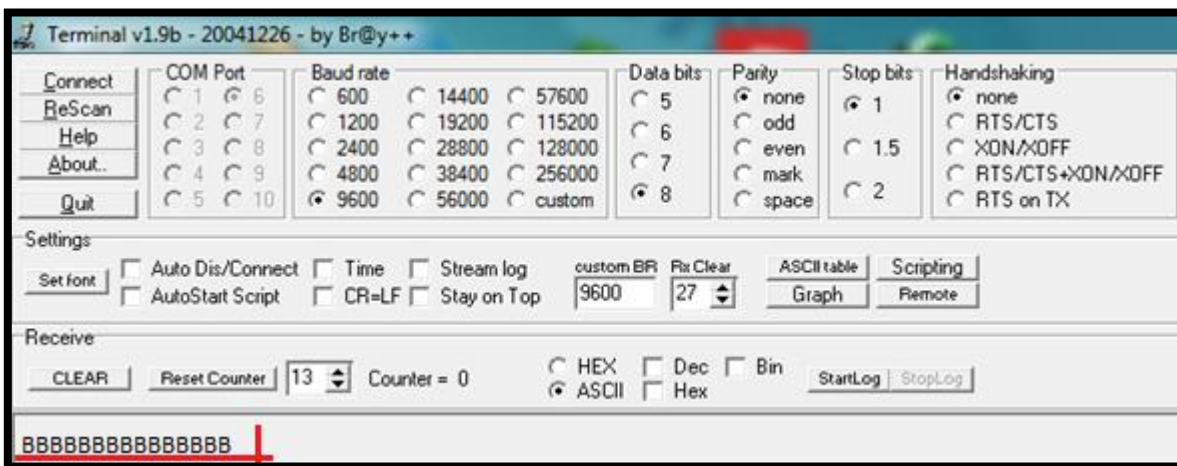 Terminal v1.9b - 20041226 - by Br@y++
Connect
ReScan
Help
About..
Quit
COM Port
1 6
2 7
3 8
4 9
5 10
Baud rate
600 14400 57600
1200 19200 115200
2400 28800 128000
4800 38400 256000
9600 56000 custom
Data bits
5
6
7
8
Parity
none
odd
even
mark
space
Stop bits
1
1.5
2
Handshaking
none
RTS/CTS
XON/XOFF
RTS/CTS+XON/XOFF
RTS on TX
Settings
Set font
Auto Dis/Connect Time Stream log
AutoStart Script CR=LF Stay on Top
custom BR Rx Clear
9600 27
ASCII table Scripting
Graph Remote
Receive
CLEAR Reset Counter 13 Counter = 0
HEX Dec Bin
ASCII Hex
StartLog StopLog
BBBBBBBBBBBBBBB